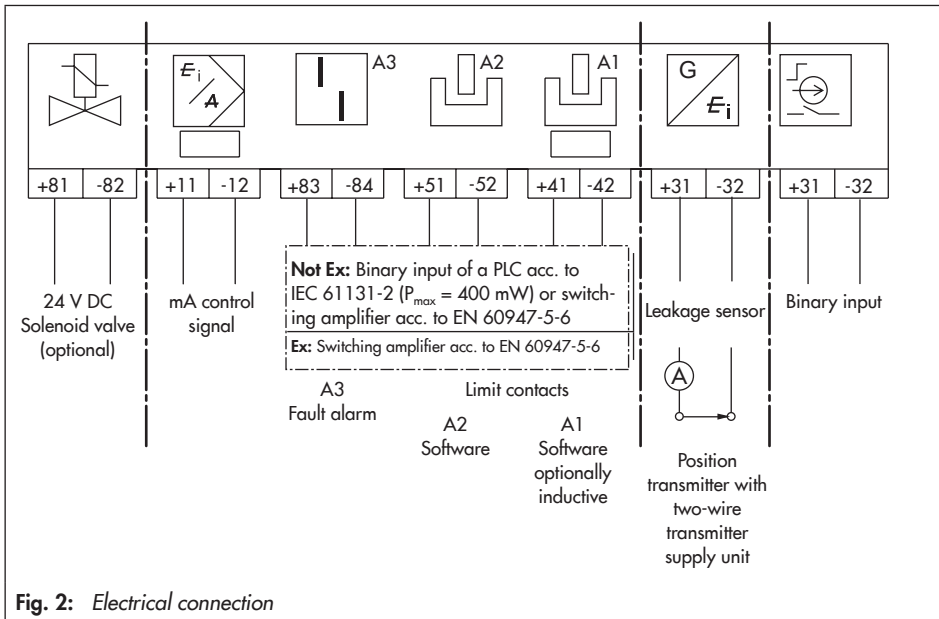 E i
A
A3
A2
A1
G
E i
+81 -82 +11 -12 +83 -84 +51 -52 +41 -42 +31 -32 +31 -32
24 V DC
Solenoid valve
(optional)
mA control
signal
Not Ex: Binary input of a PLC acc. to
IEC 61131-2 (Pmax = 400 mW) or switch-
ing amplifier acc. to EN 60947-5-6
Ex: Switching amplifier acc. to EN 60947-5-6
A3
Fault alarm
Limit contacts
A2
Software
A1
Software
optionally
inductive
Leakage sensor
A
Position
transmitter with
two-wire
transmitter
supply unit
Binary input
Fig. 2: Electrical connection